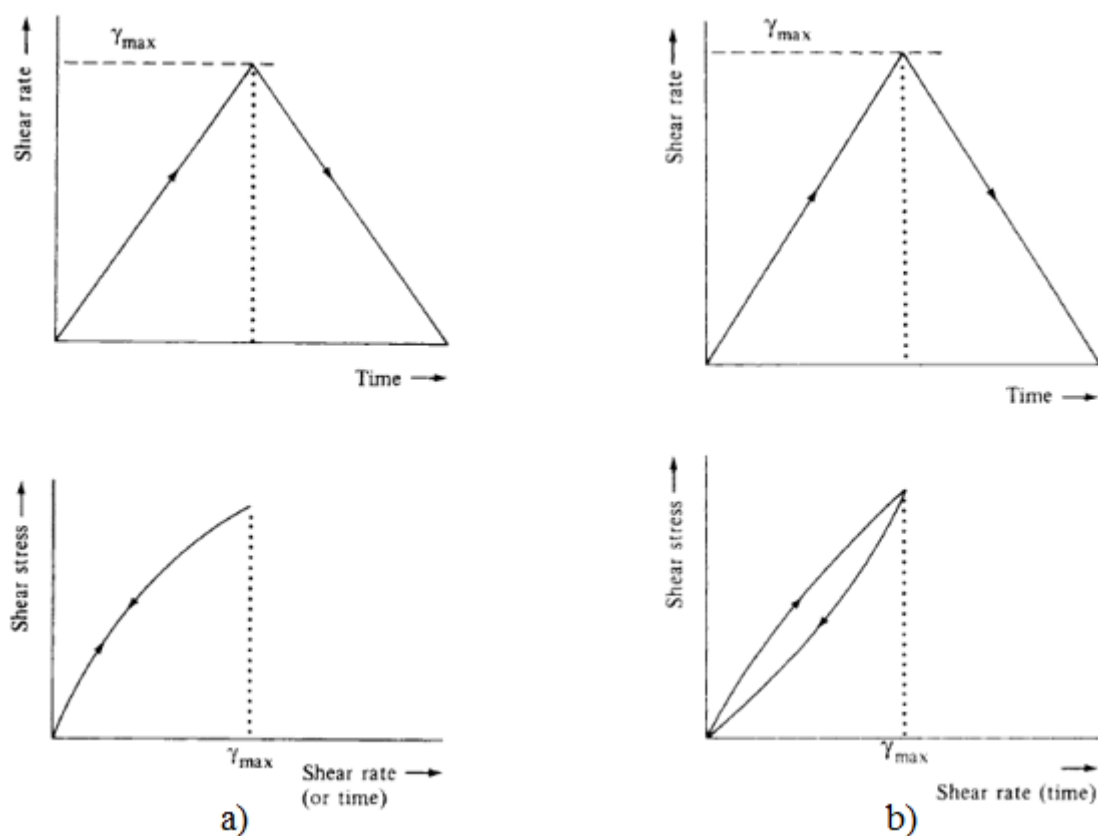 Shear rate
γmax
Time
Shear rate
γmax
Time
Shear stress
γmax
Shear rate
(or time)
a)
Shear stress
γmax
Shear rate (time)
b)